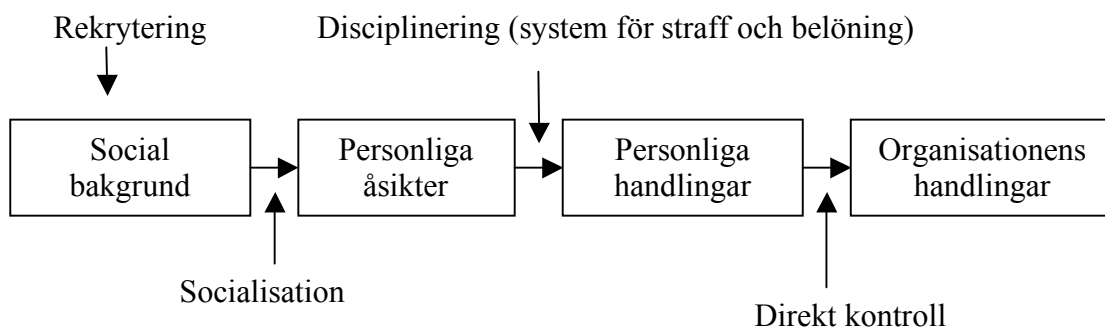 Rekrytering
Disciplinering (system för straff och belöning)
Social
bakgrund
Personliga
åsikter
Personliga
handlingar
Organisationens
handlingar
Socialisation
Direkt kontroll